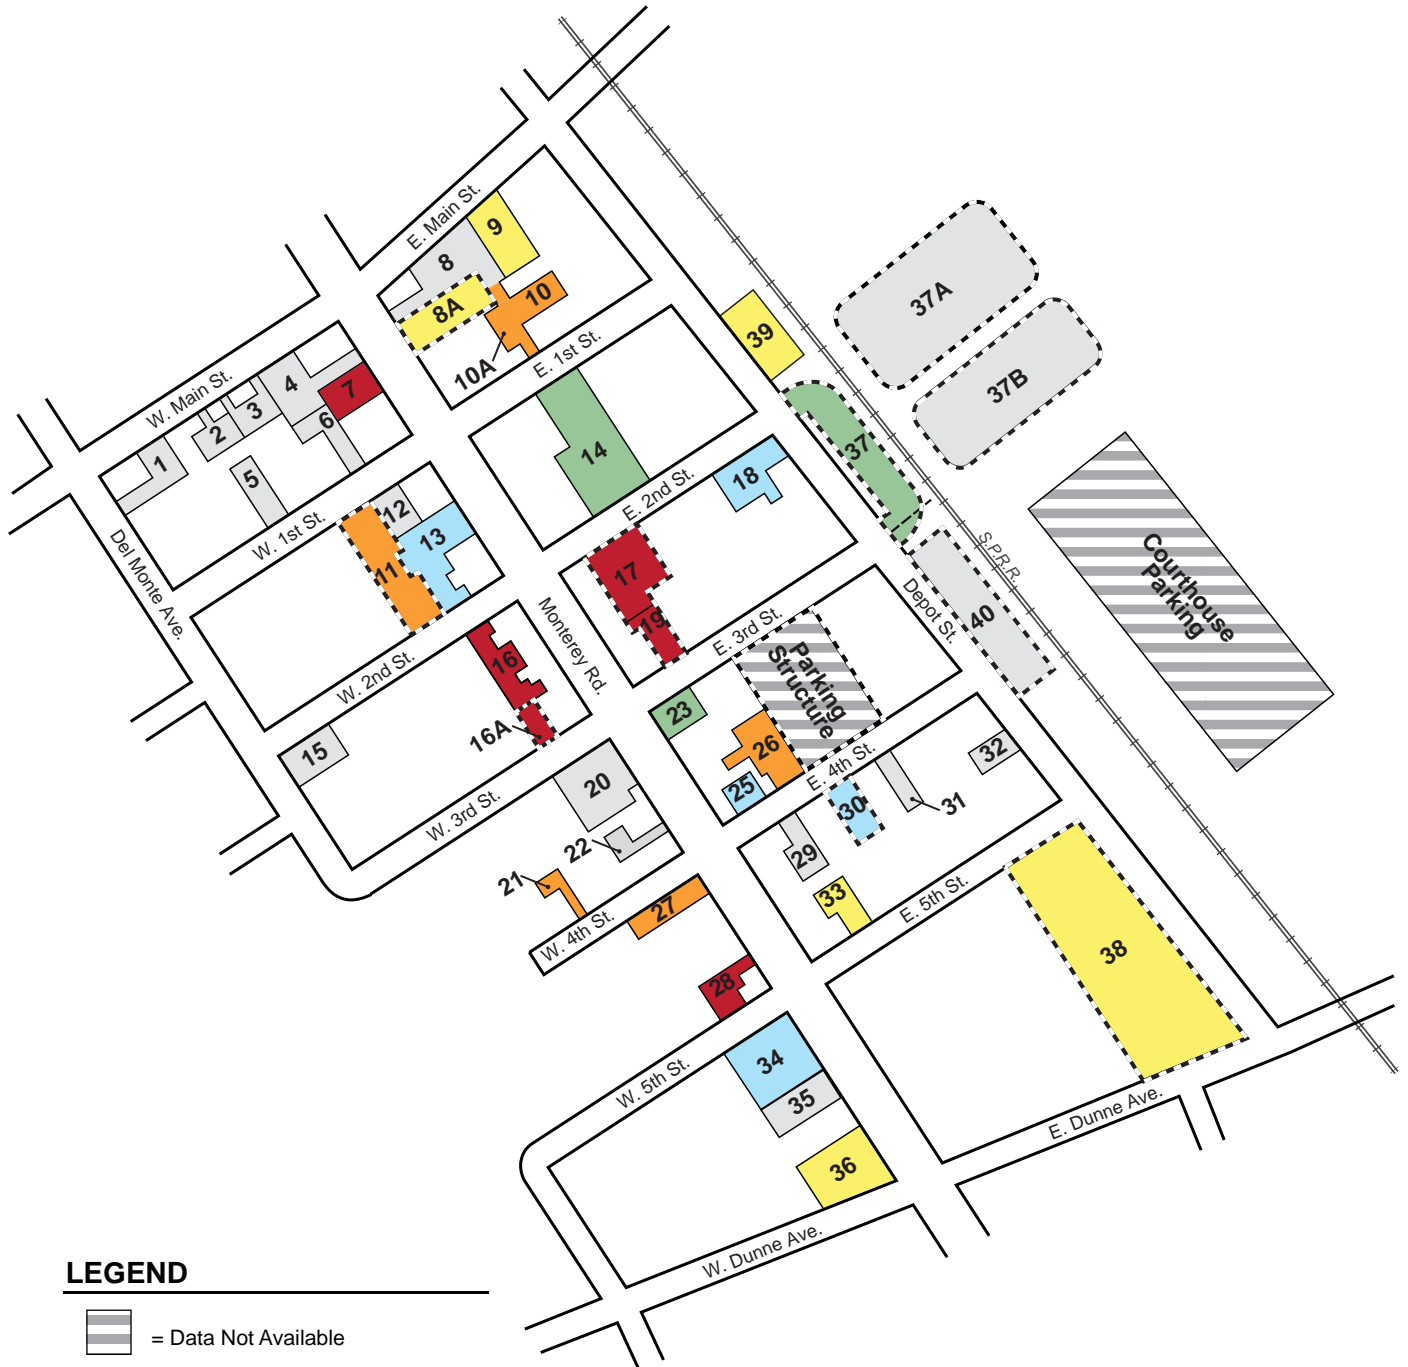 E. Main St.
9
8
37A
10
8A
39
37B
E. 1st St.
10A
W. Main St.
4
7
3
6
2
37
1
14
5
18
E. 2nd St.
12
W. 1st St.
13
S.P.R.R.
Courthouse
Parking
11
17
Del Monte Ave.
Depot St.
40
19
E. 3rd St.
Monterey Rd.
16
W. 2nd St.
Parking
Structure
23
16A
15
26
32
E. 4th St.
20
25
30
31
W. 3rd St.
22
29
21
33
E. 5th St.
27
W. 4th St.
38
28
34
W. 5th St.
35
E. Dunne Ave.
36
W. Dunne Ave.
LEGEND
= Data Not Available